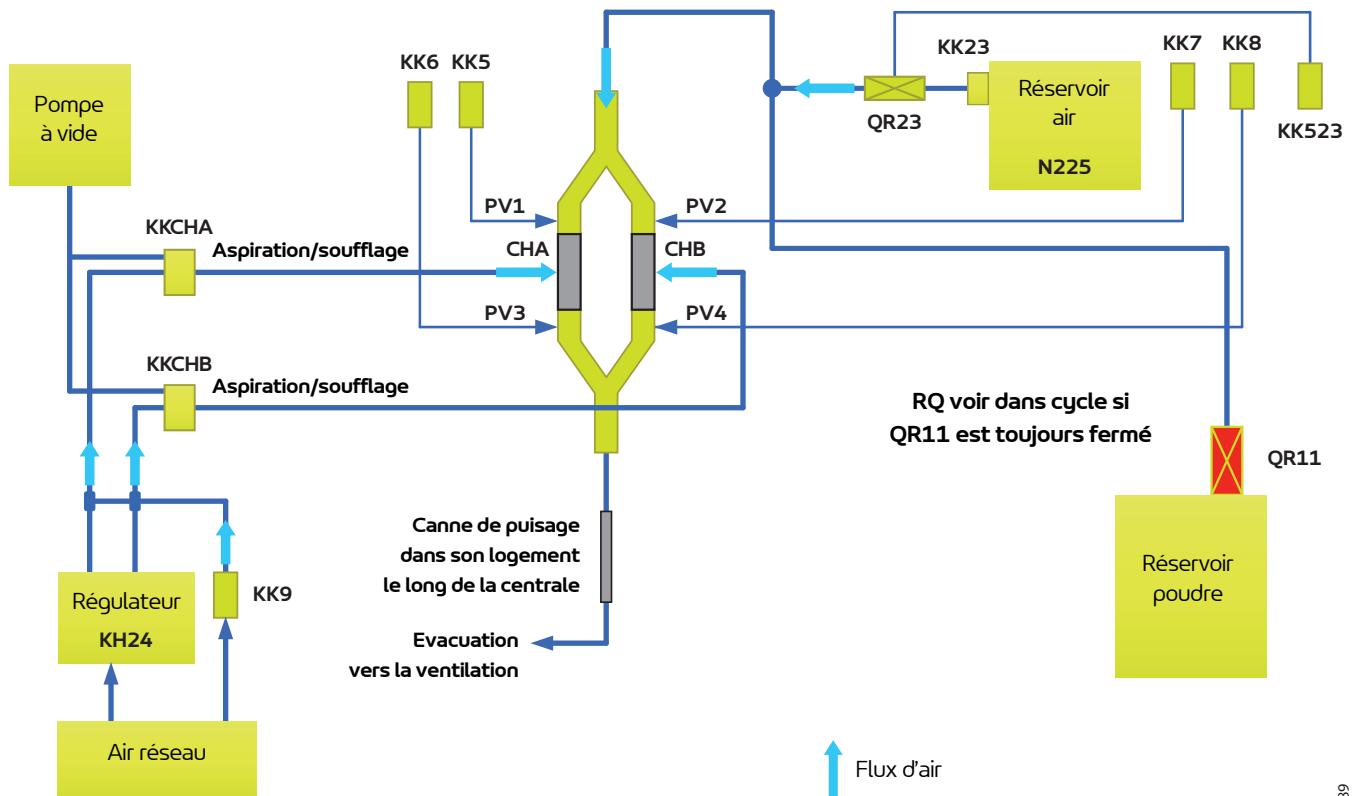 Pompe
à vide
KK6
KK5
KK23
KK7
KK8
Réservoir
air
N225
QR23
KK523
PV1
PV2
KKCHA
Aspiration/soufflage
CHA
CHB
PV3
PV4
KKCHB
Aspiration/soufflage
RQ voir dans cycle si
QR11 est toujours fermé
QR11
Canne de puisage
dans son logement
le long de la centrale
Réservoir
poudre
Régulateur
KH24
KK9
Evacuation
vers la ventilation
Air réseau
Flux d'air
39